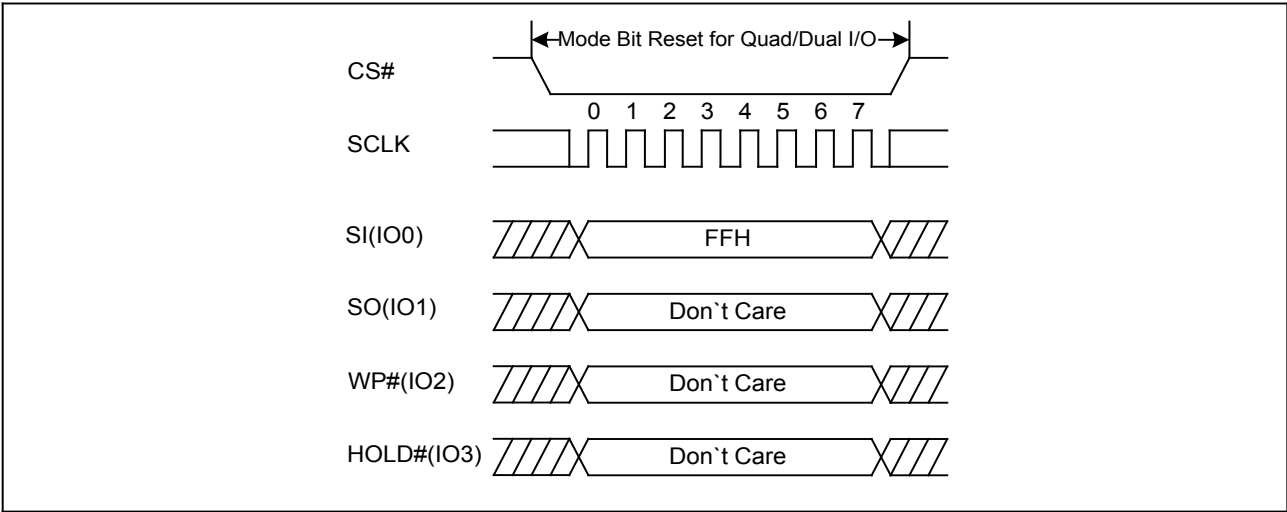 Mode Bit Reset for Quad/Dual I/O
CS#
0 1 2 3 4 5 6 7
SCLK
SI(IO0) FFH
SO(IO1) Don`t Care
WP#(IO2) Don`t Care
HOLD#(IO3) Don`t Care